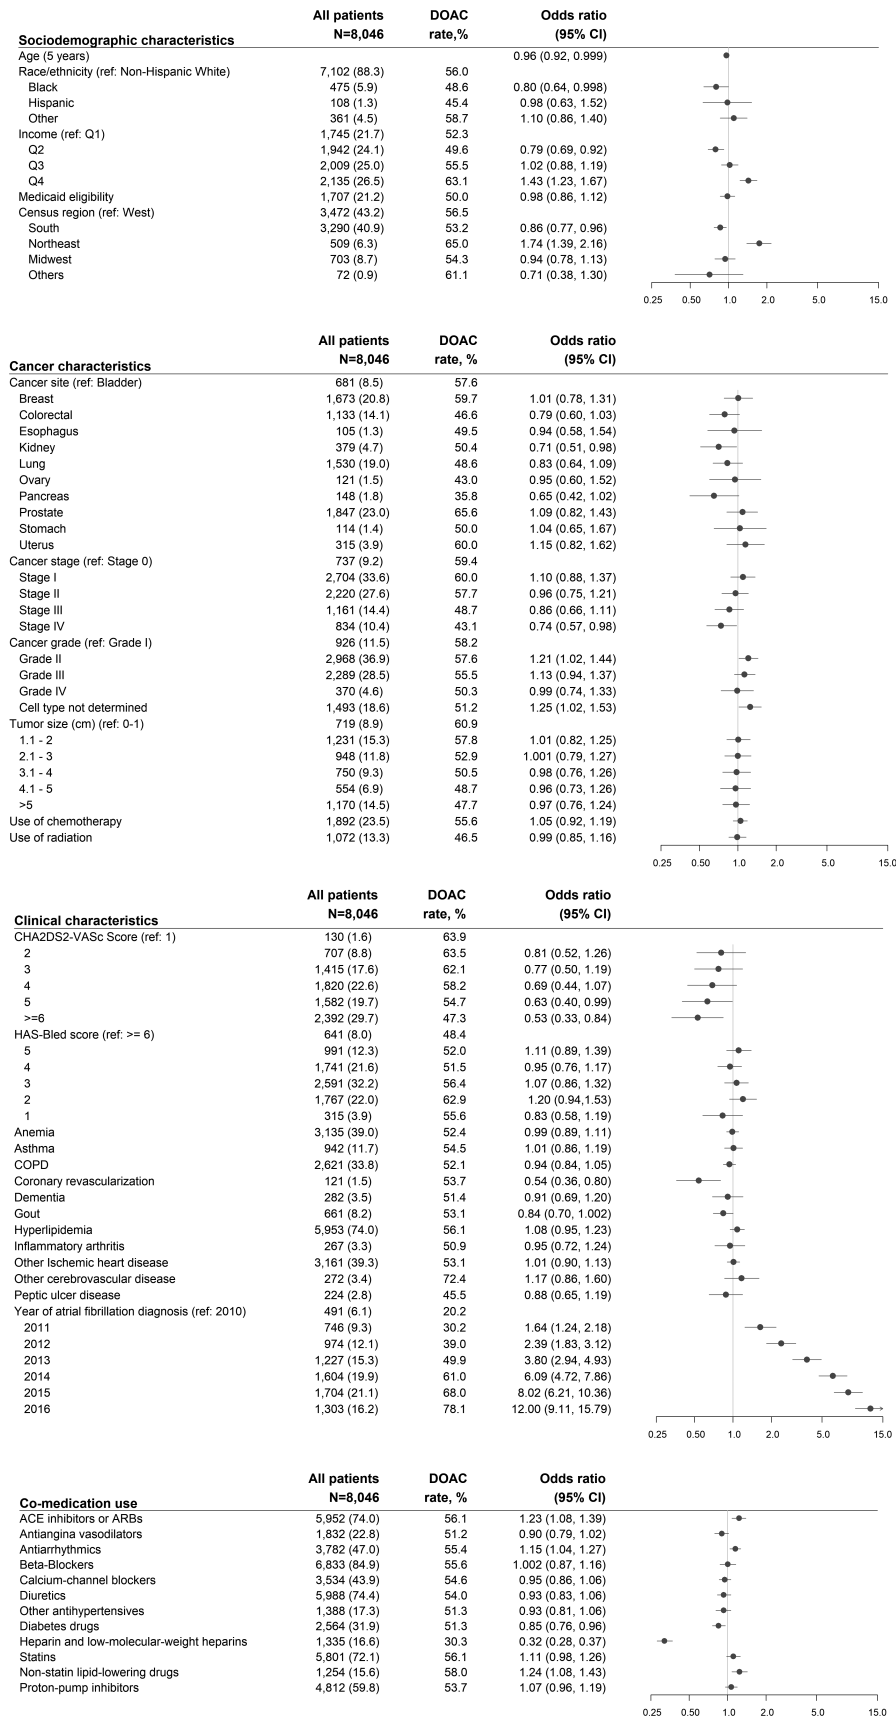 All patients DOAC Odds ratio
Sociodemographic characteristics N=8,046 rate,% (95% CI)
Age (5 years) 0.96 (0.92, 0.999)
Race/ethnicity (ref: Non-Hispanic White) 7,102 (88.3) 56.0
Black 475 (5.9) 48.6 0.80 (0.64, 0.998)
Hispanic 108 (1.3) 45.4 0.98 (0.63, 1.52)
Other 361 (4.5) 58.7 1.10 (0.86, 1.40)
Income (ref: Q1) 1,745 (21.7) 52.3
Q2 1,942 (24.1) 49.6 0.79 (0.69, 0.92)
Q3 2,009 (25.0) 55.5 1.02 (0.88, 1.19)
Q4 2,135 (26.5) 63.1 1.43 (1.23, 1.67)
Medicaid eligibility 1,707 (21.2) 50.0 0.98 (0.86, 1.12)
Census region (ref: West) 3,472 (43.2) 56.5
South 3,290 (40.9) 53.2 0.86 (0.77, 0.96)
Northeast 509 (6.3) 65.0 1.74 (1.39, 2.16)
Midwest 703 (8.7) 54.3 0.94 (0.78, 1.13)
Others 72 (0.9) 61.1 0.71 (0.38, 1.30)
0.25 0.50 1.0 2.0 5.0 15.0
All patients DOAC Odds ratio
Cancer characteristics N=8,046 rate, % (95% CI)
Cancer site (ref: Bladder) 681 (8.5) 57.6
Breast 1,673 (20.8) 59.7 1.01 (0.78, 1.31)
Colorectal 1,133 (14.1) 46.6 0.79 (0.60, 1.03)
Esophagus 105 (1.3) 49.5 0.94 (0.58, 1.54)
Kidney 379 (4.7) 50.4 0.71 (0.51, 0.98)
Lung 1,530 (19.0) 48.6 0.83 (0.64, 1.09)
Ovary 121 (1.5) 43.0 0.95 (0.60, 1.52)
Pancreas 148 (1.8) 35.8 0.65 (0.42, 1.02)
Prostate 1,847 (23.0) 65.6 1.09 (0.82, 1.43)
Stomach 114 (1.4) 50.0 1.04 (0.65, 1.67)
Uterus 315 (3.9) 60.0 1.15 (0.82, 1.62)
Cancer stage (ref: Stage 0) 737 (9.2) 59.4
Stage I 2,704 (33.6) 60.0 1.10 (0.88, 1.37)
Stage II 2,220 (27.6) 57.7 0.96 (0.75, 1.21)
Stage III 1,161 (14.4) 48.7 0.86 (0.66, 1.11)
Stage IV 834 (10.4) 43.1 0.74 (0.57, 0.98)
Cancer grade (ref: Grade I) 926 (11.5) 58.2
Grade II 2,968 (36.9) 57.6 1.21 (1.02, 1.44)
Grade III 2,289 (28.5) 55.5 1.13 (0.94, 1.37)
Grade IV 370 (4.6) 50.3 0.99 (0.74, 1.33)
Cell type not determined 1,493 (18.6) 51.2 1.25 (1.02, 1.53)
Tumor size (cm) (ref: 0-1) 719 (8.9) 60.9
1.1 - 2 1,231 (15.3) 57.8 1.01 (0.82, 1.25)
2.1 - 3 948 (11.8) 52.9 1.001 (0.79, 1.27)
3.1 - 4 750 (9.3) 50.5 0.98 (0.76, 1.26)
4.1 - 5 554 (6.9) 48.7 0.96 (0.73, 1.26)
>5 1,170 (14.5) 47.7 0.97 (0.76, 1.24)
Use of chemotherapy 1,892 (23.5) 55.6 1.05 (0.92, 1.19)
Use of radiation 1,072 (13.3) 46.5 0.99 (0.85, 1.16)
0.25 0.50 1.0 2.0 5.0 15.0
All patients DOAC Odds ratio
Clinical characteristics N=8,046 rate, % (95% CI)
CHA2DS2-VASc Score (ref: 1) 130 (1.6) 63.9
2 707 (8.8) 63.5 0.81 (0.52, 1.26)
3 1,415 (17.6) 62.1 0.77 (0.50, 1.19)
4 1,820 (22.6) 58.2 0.69 (0.44, 1.07)
5 1,582 (19.7) 54.7 0.63 (0.40, 0.99)
>=6 2,392 (29.7) 47.3 0.53 (0.33, 0.84)
HAS-Bled score (ref: >= 6) 641 (8.0) 48.4
5 991 (12.3) 52.0 1.11 (0.89, 1.39)
4 1,741 (21.6) 51.5 0.95 (0.76, 1.17)
3 2,591 (32.2) 56.4 1.07 (0.86, 1.32)
2 1,767 (22.0) 62.9 1.20 (0.94,1.53)
1 315 (3.9) 55.6 0.83 (0.58, 1.19)
Anemia 3,135 (39.0) 52.4 0.99 (0.89, 1.11)
Asthma 942 (11.7) 54.5 1.01 (0.86, 1.19)
COPD 2,621 (33.8) 52.1 0.94 (0.84, 1.05)
Coronary revascularization 121 (1.5) 53.7 0.54 (0.36, 0.80)
Dementia 282 (3.5) 51.4 0.91 (0.69, 1.20)
Gout 661 (8.2) 53.1 0.84 (0.70, 1.002)
Hyperlipidemia 5,953 (74.0) 56.1 1.08 (0.95, 1.23)
Inflammatory arthritis 267 (3.3) 50.9 0.95 (0.72, 1.24)
Other Ischemic heart disease 3,161 (39.3) 53.1 1.01 (0.90, 1.13)
Other cerebrovascular disease 272 (3.4) 72.4 1.17 (0.86, 1.60)
Peptic ulcer disease 224 (2.8) 45.5 0.88 (0.65, 1.19)
Year of atrial fibrillation diagnosis (ref: 2010) 491 (6.1) 20.2
2011 746 (9.3) 30.2 1.64 (1.24, 2.18)
2012 974 (12.1) 39.0 2.39 (1.83, 3.12)
2013 1,227 (15.3) 49.9 3.80 (2.94, 4.93)
2014 1,604 (19.9) 61.0 6.09 (4.72, 7.86)
2015 1,704 (21.1) 68.0 8.02 (6.21, 10.36)
2016 1,303 (16.2) 78.1 12.00 (9.11, 15.79)
0.25 0.50 1.0 2.0 5.0 15.0
All patients DOAC Odds ratio
Co-medication use N=8,046 rate, % (95% CI)
ACE inhibitors or ARBs 5,952 (74.0) 56.1 1.23 (1.08, 1.39)
Antiangina vasodilators 1,832 (22.8) 51.2 0.90 (0.79, 1.02)
Antiarrhythmics 3,782 (47.0) 55.4 1.15 (1.04, 1.27)
Beta-Blockers 6,833 (84.9) 55.6 1.002 (0.87, 1.16)
Calcium-channel blockers 3,534 (43.9) 54.6 0.95 (0.86, 1.06)
Diuretics 5,988 (74.4) 54.0 0.93 (0.83, 1.06)
Other antihypertensives 1,388 (17.3) 51.3 0.93 (0.81, 1.06)
Diabetes drugs 2,564 (31.9) 51.3 0.85 (0.76, 0.96)
Heparin and low-molecular-weight heparins 1,335 (16.6) 30.3 0.32 (0.28, 0.37)
Statins 5,801 (72.1) 56.1 1.11 (0.98, 1.26)
Non-statin lipid-lowering drugs 1,254 (15.6) 58.0 1.24 (1.08, 1.43)
Proton-pump inhibitors 4,812 (59.8) 53.7 1.07 (0.96, 1.19)
0.25 0.50 1.0 2.0 5.0 15.0